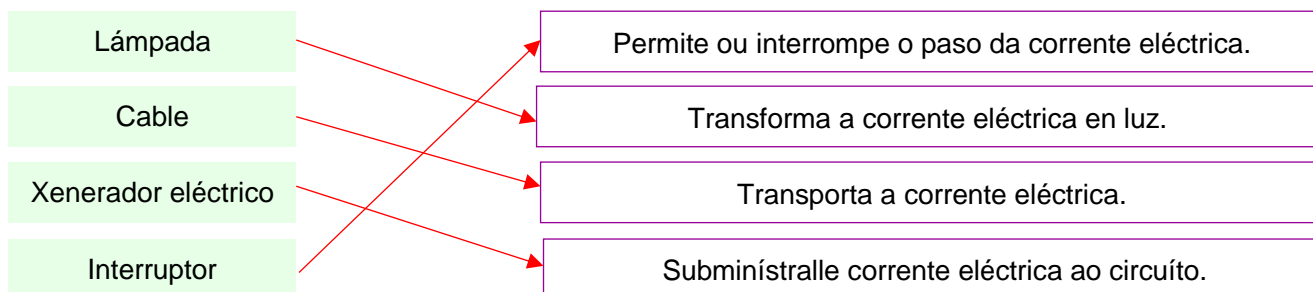 Lámpada
Permite ou interrompe o paso da corrente eléctrica.
Cable
Transforma a corrente eléctrica en luz.
Xenerador eléctrico
Transporta a corrente eléctrica.
Interruptor
Subminístralle corrente eléctrica ao circuíto.